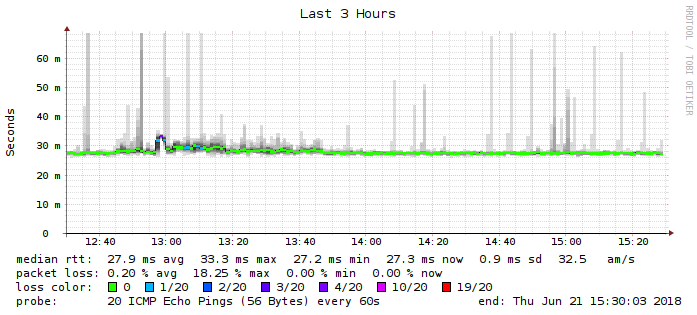 Last 3 Hours
RRDTOOL / TOBI OETIKER
Seconds
60 m
50 m
40 m
30 m
20 m
10 m
0
12:40 13:00 13:20 13:40 14:00 14:20 14:40 15:00 15:20
median rtt: 27.9 ms avg 33.3 ms max 27.2 ms min 27.3 ms now 0.9 ms sd 32.5 am/s
packet loss: 0.20 % avg 18.25 % max 0.00 % min 0.00 % now
loss color: 0 1/20 2/20 3/20 4/20 10/20 19/20
probe: 20 ICMP Echo Pings (56 Bytes) every 60s end: Thu Jun 21 15:30:03 2018